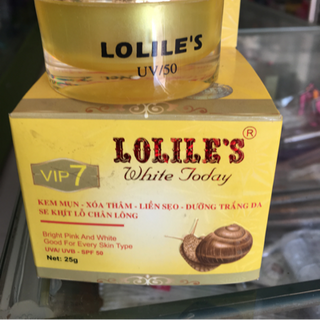 LOLILE'S
UV/50
VIP 7
LOLILE'S ®
White Today
KEM MỤN - XÓA THÂM - LIỀN SẸO - DƯỠNG TRẮNG DA
SE KHÍT LỖ CHÂN LÔNG
Bright Pink And White
Good For Every Skin Type
UVA/ UVB - SPF 50
Net: 25g